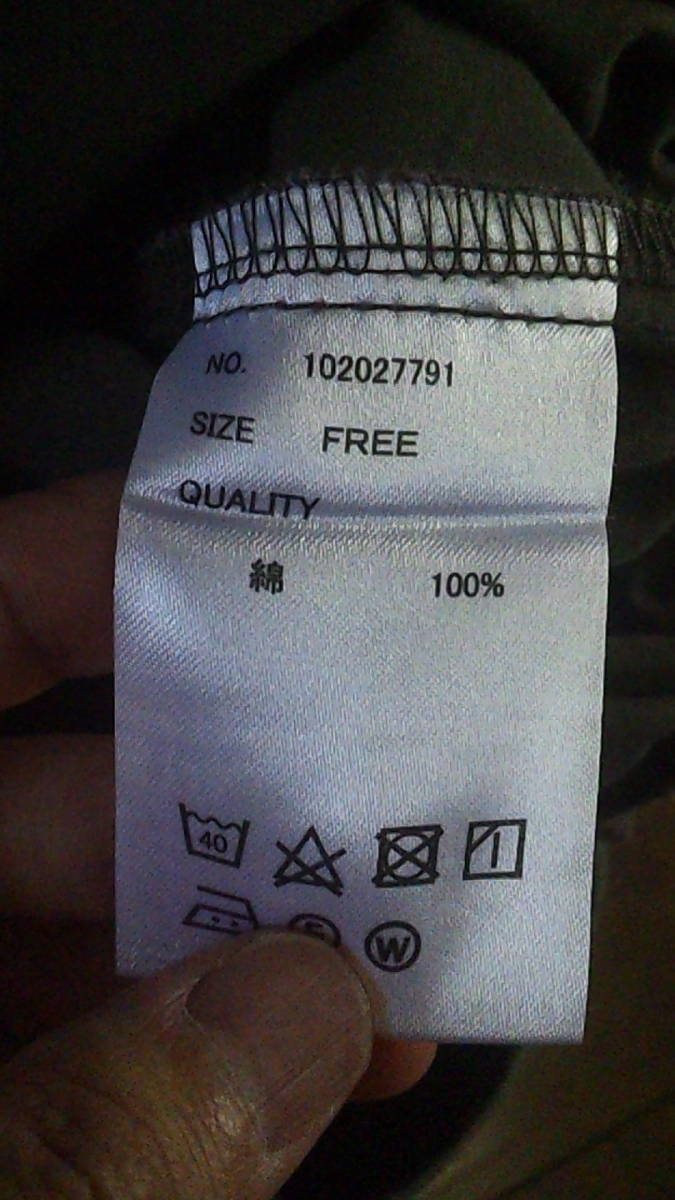 NO. 102027791
SIZE FREE
QUALITY
綿 100%
40
W